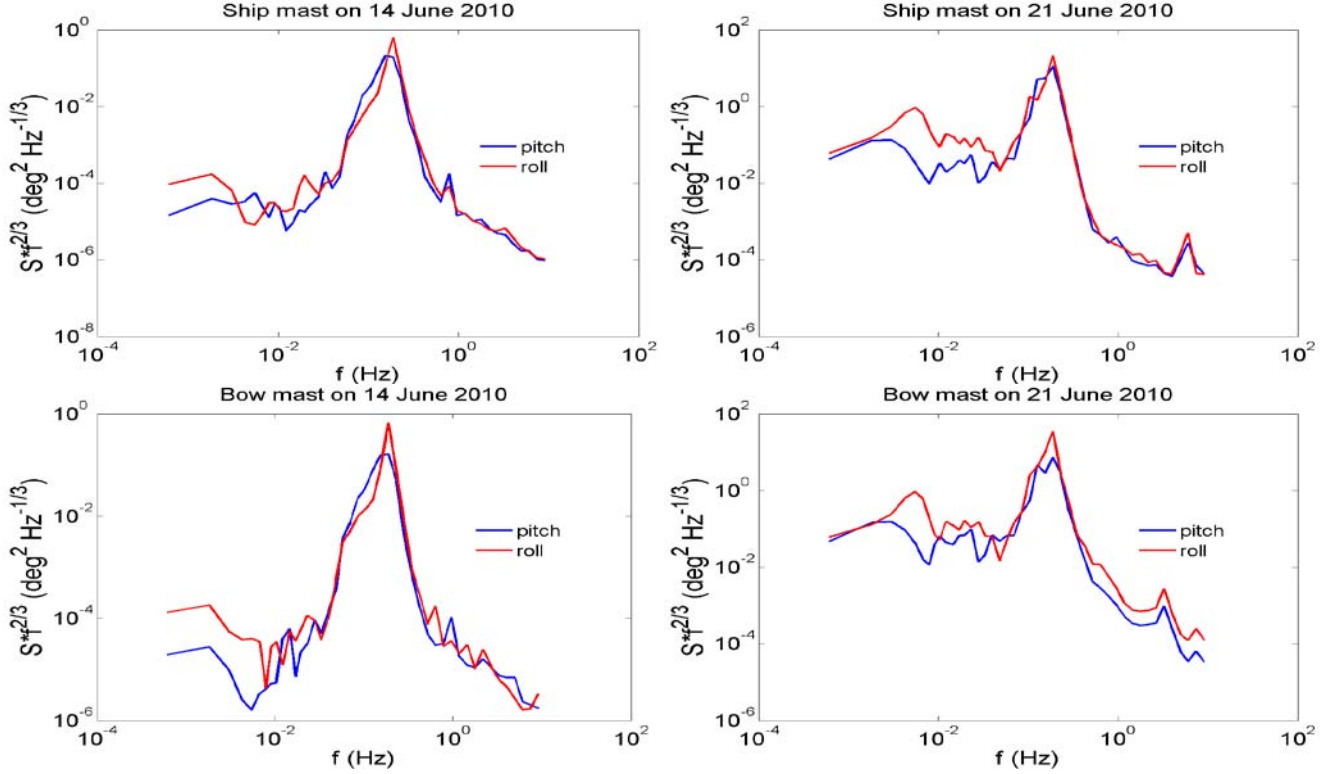 Ship mast on 14 June 2010
10^0
10^-2
10^-4
10^-6
10^-8
S*f^2/3 (deg^2 Hz^-1/3)
pitch
roll
10^-4
10^-2
10^0
10^2
f (Hz)
Ship mast on 21 June 2010
10^2
10^0
10^-2
10^-4
10^-6
S*f^2/3 (deg^2 Hz^-1/3)
pitch
roll
10^-4
10^-2
10^0
10^2
f (Hz)
Bow mast on 14 June 2010
10^0
10^-2
10^-4
10^-6
S*f^2/3 (deg^2 Hz^-1/3)
pitch
roll
10^-4
10^-2
10^0
10^2
f (Hz)
Bow mast on 21 June 2010
10^2
10^0
10^-2
10^-4
10^-6
S*f^2/3 (deg^2 Hz^-1/3)
pitch
roll
10^-4
10^-2
10^0
10^2
f (Hz)